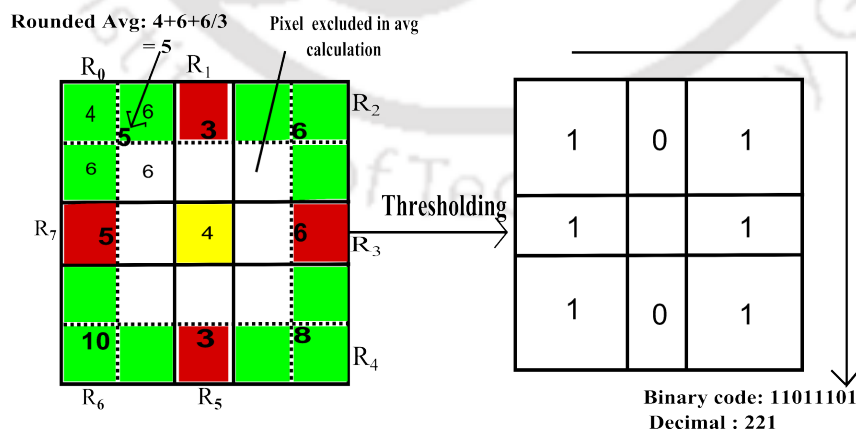 Rounded Avg: 4+6+6/3
= 5
Pixel excluded in avg
calculation
R0 R1
4 6 3 6 R2
5
6 6
R7 5 4 6 R3
10 3 8 R4
R6 R5
Thresholding
1 0 1
1 1
1 0 1
Binary code: 11011101
Decimal : 221
of Tec